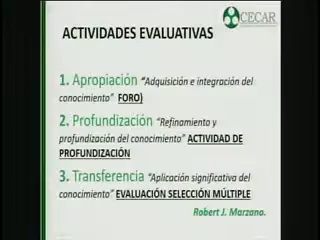 CECAR
ACTIVIDADES EVALUATIVAS
1. Apropiación "Adquisición e integración del
conocimiento" FORO)
2. Profundización "Refinamiento y
profundización del conocimiento" ACTIVIDAD DE
PROFUNDIZACIÓN
3. Transferencia "Aplicación significativa del
conocimiento" EVALUACIÓN SELECCIÓN MÚLTIPLE
Robert J. Marzano.